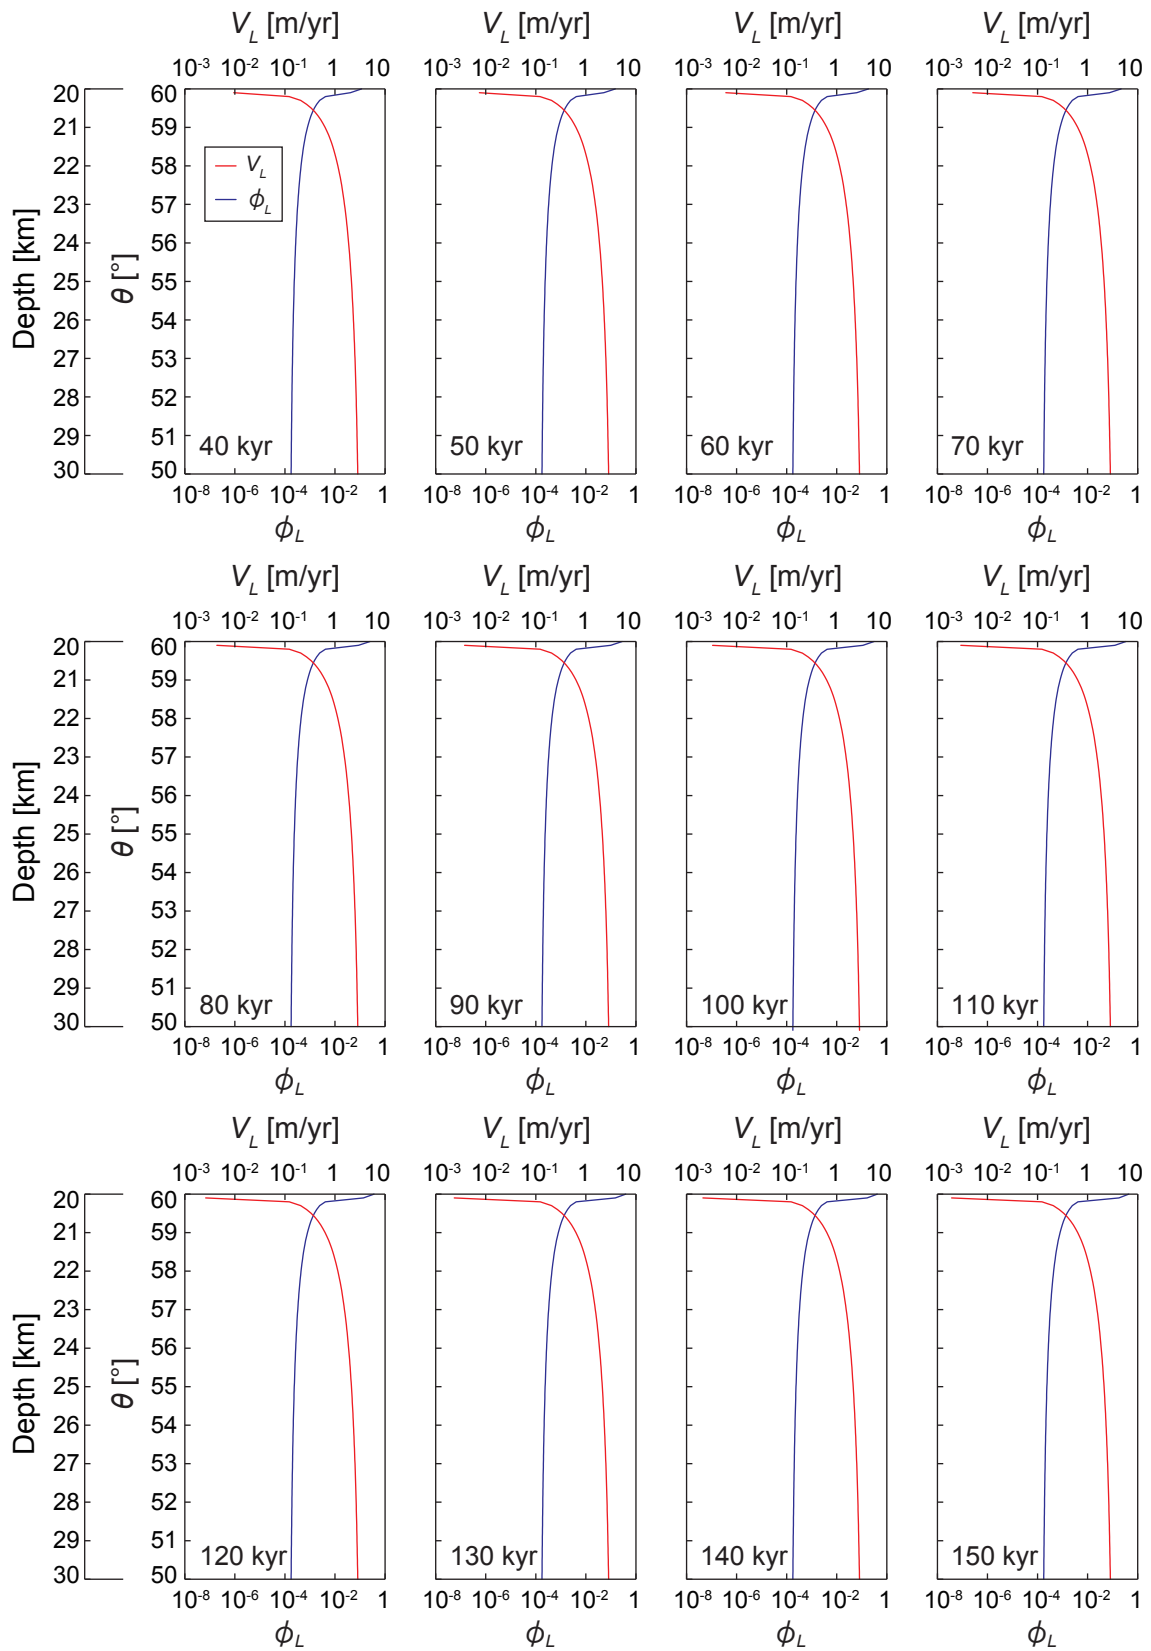 V_L [m/yr] V_L [m/yr] V_L [m/yr] V_L [m/yr]
10⁻³ 10⁻² 10⁻¹ 1 10 10⁻³ 10⁻² 10⁻¹ 1 10 10⁻³ 10⁻² 10⁻¹ 1 10 10⁻³ 10⁻² 10⁻¹ 1 10
20 60
21 59
22 58
V_L
ϕ_L
23 57
24 56
25 55
26 54
27 53
28 52
29 51
30 50
Depth [km]
θ [°]
40 kyr 50 kyr 60 kyr 70 kyr
10⁻⁸ 10⁻⁶ 10⁻⁴ 10⁻² 1 10⁻⁸ 10⁻⁶ 10⁻⁴ 10⁻² 1 10⁻⁸ 10⁻⁶ 10⁻⁴ 10⁻² 1 10⁻⁸ 10⁻⁶ 10⁻⁴ 10⁻² 1
ϕ_L ϕ_L ϕ_L ϕ_L
V_L [m/yr] V_L [m/yr] V_L [m/yr] V_L [m/yr]
10⁻³ 10⁻² 10⁻¹ 1 10 10⁻³ 10⁻² 10⁻¹ 1 10 10⁻³ 10⁻² 10⁻¹ 1 10 10⁻³ 10⁻² 10⁻¹ 1 10
20 60
21 59
22 58
23 57
24 56
25 55
26 54
27 53
28 52
29 51
30 50
Depth [km]
θ [°]
80 kyr 90 kyr 100 kyr 110 kyr
10⁻⁸ 10⁻⁶ 10⁻⁴ 10⁻² 1 10⁻⁸ 10⁻⁶ 10⁻⁴ 10⁻² 1 10⁻⁸ 10⁻⁶ 10⁻⁴ 10⁻² 1 10⁻⁸ 10⁻⁶ 10⁻⁴ 10⁻² 1
ϕ_L ϕ_L ϕ_L ϕ_L
V_L [m/yr] V_L [m/yr] V_L [m/yr] V_L [m/yr]
10⁻³ 10⁻² 10⁻¹ 1 10 10⁻³ 10⁻² 10⁻¹ 1 10 10⁻³ 10⁻² 10⁻¹ 1 10 10⁻³ 10⁻² 10⁻¹ 1 10
20 60
21 59
22 58
23 57
24 56
25 55
26 54
27 53
28 52
29 51
30 50
Depth [km]
θ [°]
120 kyr 130 kyr 140 kyr 150 kyr
10⁻⁸ 10⁻⁶ 10⁻⁴ 10⁻² 1 10⁻⁸ 10⁻⁶ 10⁻⁴ 10⁻² 1 10⁻⁸ 10⁻⁶ 10⁻⁴ 10⁻² 1 10⁻⁸ 10⁻⁶ 10⁻⁴ 10⁻² 1
ϕ_L ϕ_L ϕ_L ϕ_L